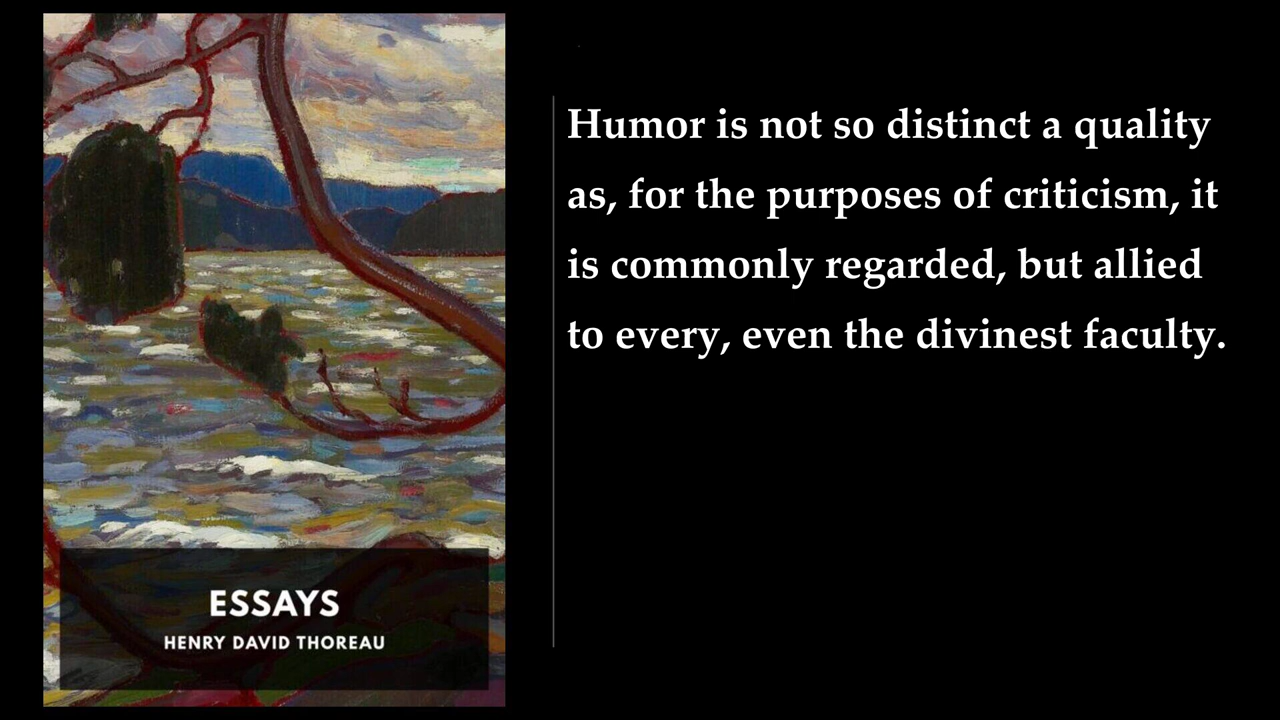 Humor is not so distinct a quality
as, for the purposes of criticism, it
is commonly regarded, but allied
to every, even the divinest faculty.
ESSAYS
HENRY DAVID THOREAU